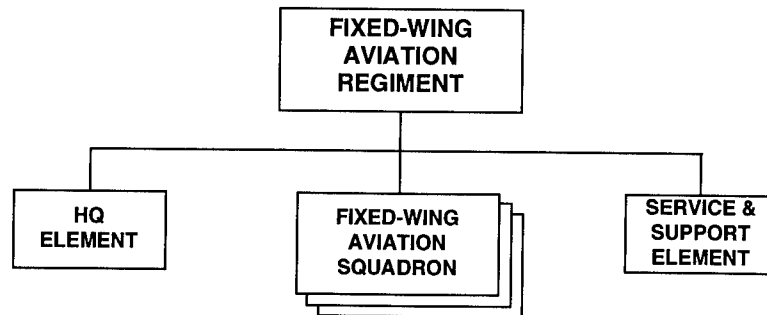 FIXED-WING
AVIATION
REGIMENT
HQ
ELEMENT
FIXED-WING
AVIATION
SQUADRON
SERVICE &
SUPPORT
ELEMENT